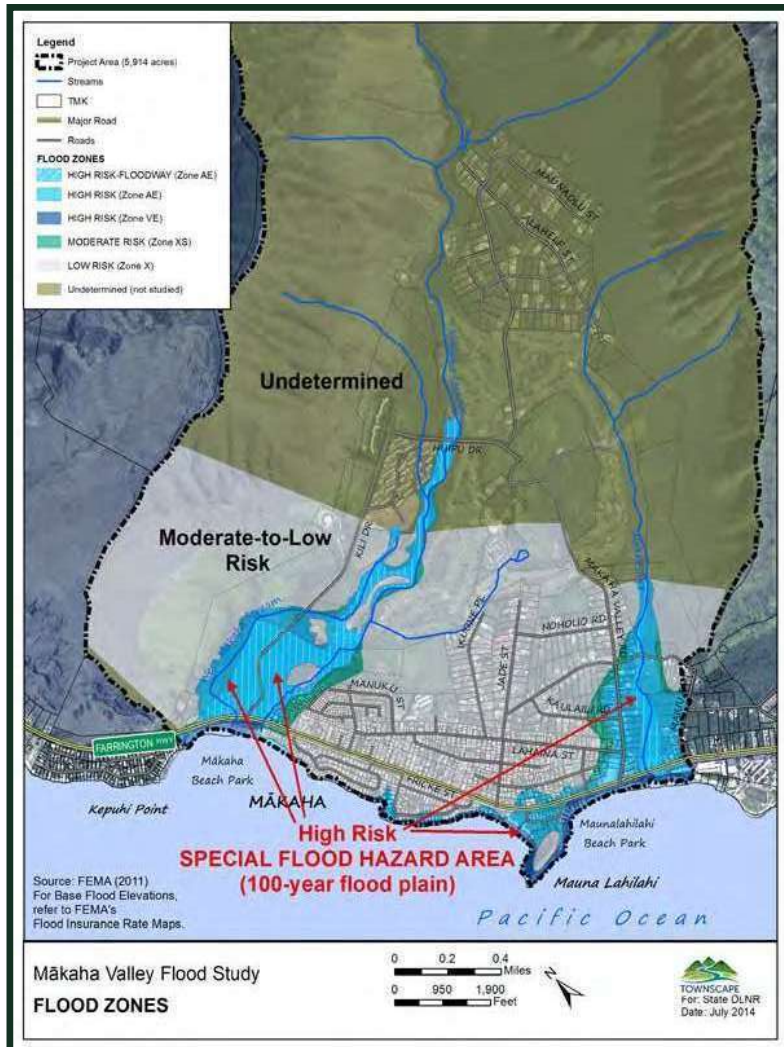 Legend
Project Area (5,914 acres)
Streams
TMK
Major Road
Roads
FLOOD ZONES
HIGH RISK-FLOODWAY (Zone AE)
HIGH RISK (Zone AE)
HIGH RISK (Zone VE)
MODERATE RISK (Zone XS)
LOW RISK (Zone X)
Undetermined (not studied)
MAUNAOLU ST
ALAHELE ST
Undetermined
HUIPU DR
Moderate-to-Low
Risk
KILI DR
MAKAHA VALLEY RD
NOHOLIO RD
JADE ST
MANUKU ST
KAULAILI RD
LAHAINA ST
FARRINGTON HWY
Mākaha
Beach Park
Kepuhi Point
MĀKAHA
High Risk
SPECIAL FLOOD HAZARD AREA
(100-year flood plain)
Maunalahilahi
Beach Park
Mauna Lahilahi
Source: FEMA (2011)
For Base Flood Elevations,
refer to FEMA's
Flood Insurance Rate Maps.
Pacific Ocean
Mākaha Valley Flood Study
FLOOD ZONES
0 0.2 0.4
Miles
0 950 1,900
Feet
N
TOWNSCAPE
For: State DLNR
Date: July 2014